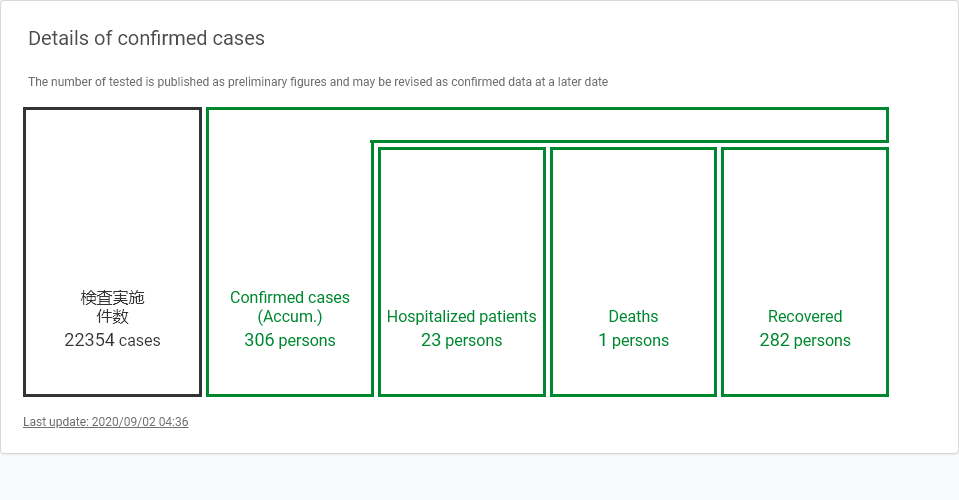 Details of confirmed cases
The number of tested is published as preliminary figures and may be revised as confirmed data at a later date
検査実施
件数
22354 cases
Confirmed cases
(Accum.)
306 persons
Hospitalized patients
23 persons
Deaths
1 persons
Recovered
282 persons
Last update: 2020/09/02 04:36